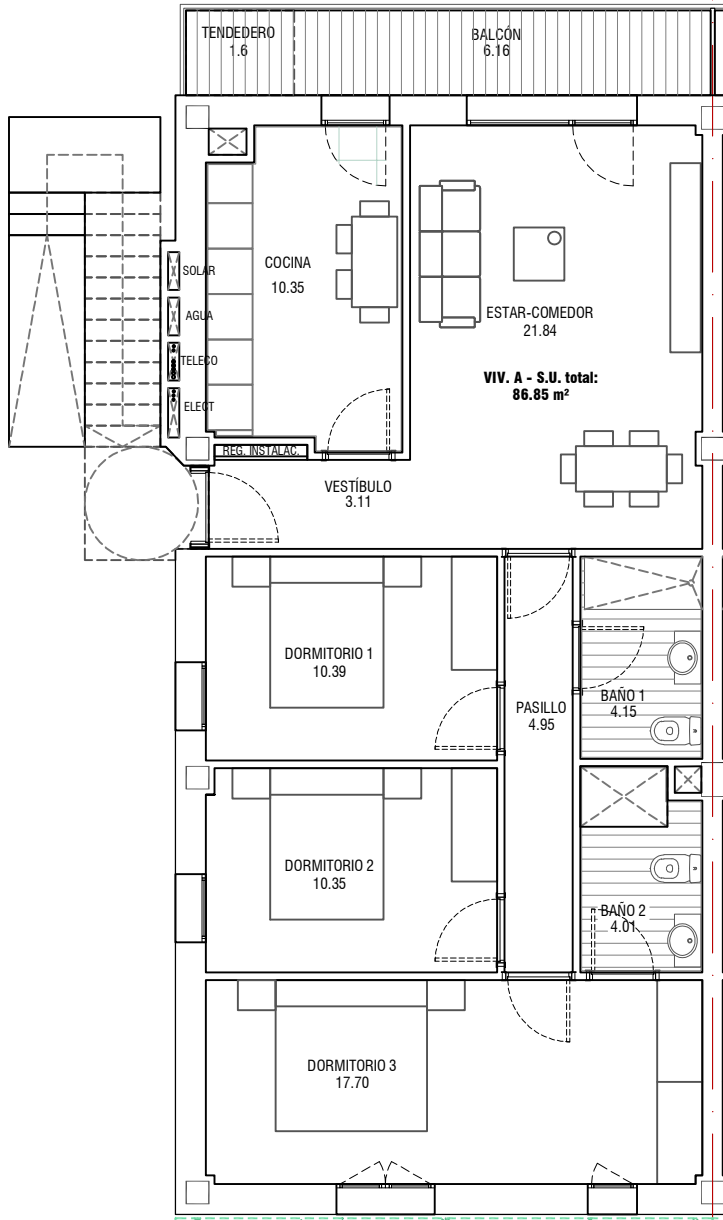 TENDEDERO
1.6
BALCÓN
6.16
SOLAR
AGUA
TELECO
ELECT
COCINA
10.35
ESTAR-COMEDOR
21.84
VIV. A - S.U. total:
86.85 m²
REG. INSTALAC.
VESTÍBULO
3.11
DORMITORIO 1
10.39
PASILLO
4.95
BAÑO 1
4.15
DORMITORIO 2
10.35
BAÑO 2
4.01
DORMITORIO 3
17.70